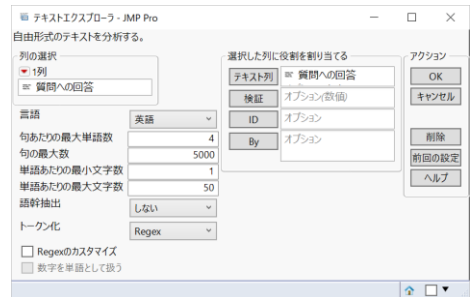 テキストエクスプローラ - JMP Pro
自由形式のテキストを分析する。
列の選択
1列
質問への回答
言語 英語
句あたりの最大単語数 4
句の最大数 5000
単語あたりの最小文字数 1
単語あたりの最大文字数 50
語幹抽出 しない
トークン化 Regex
Regexのカスタマイズ
数字を単語として扱う
選択した列に役割を割り当てる
テキスト列 質問への回答
検証 オプション(数値)
ID オプション
By オプション
アクション
OK
キャンセル
削除
前回の設定
ヘルプ